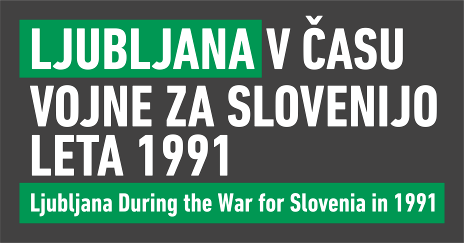 LJUBLJANA V ČASU
VOJNE ZA SLOVENIJO
LETA 1991
Ljubljana During the War for Slovenia in 1991